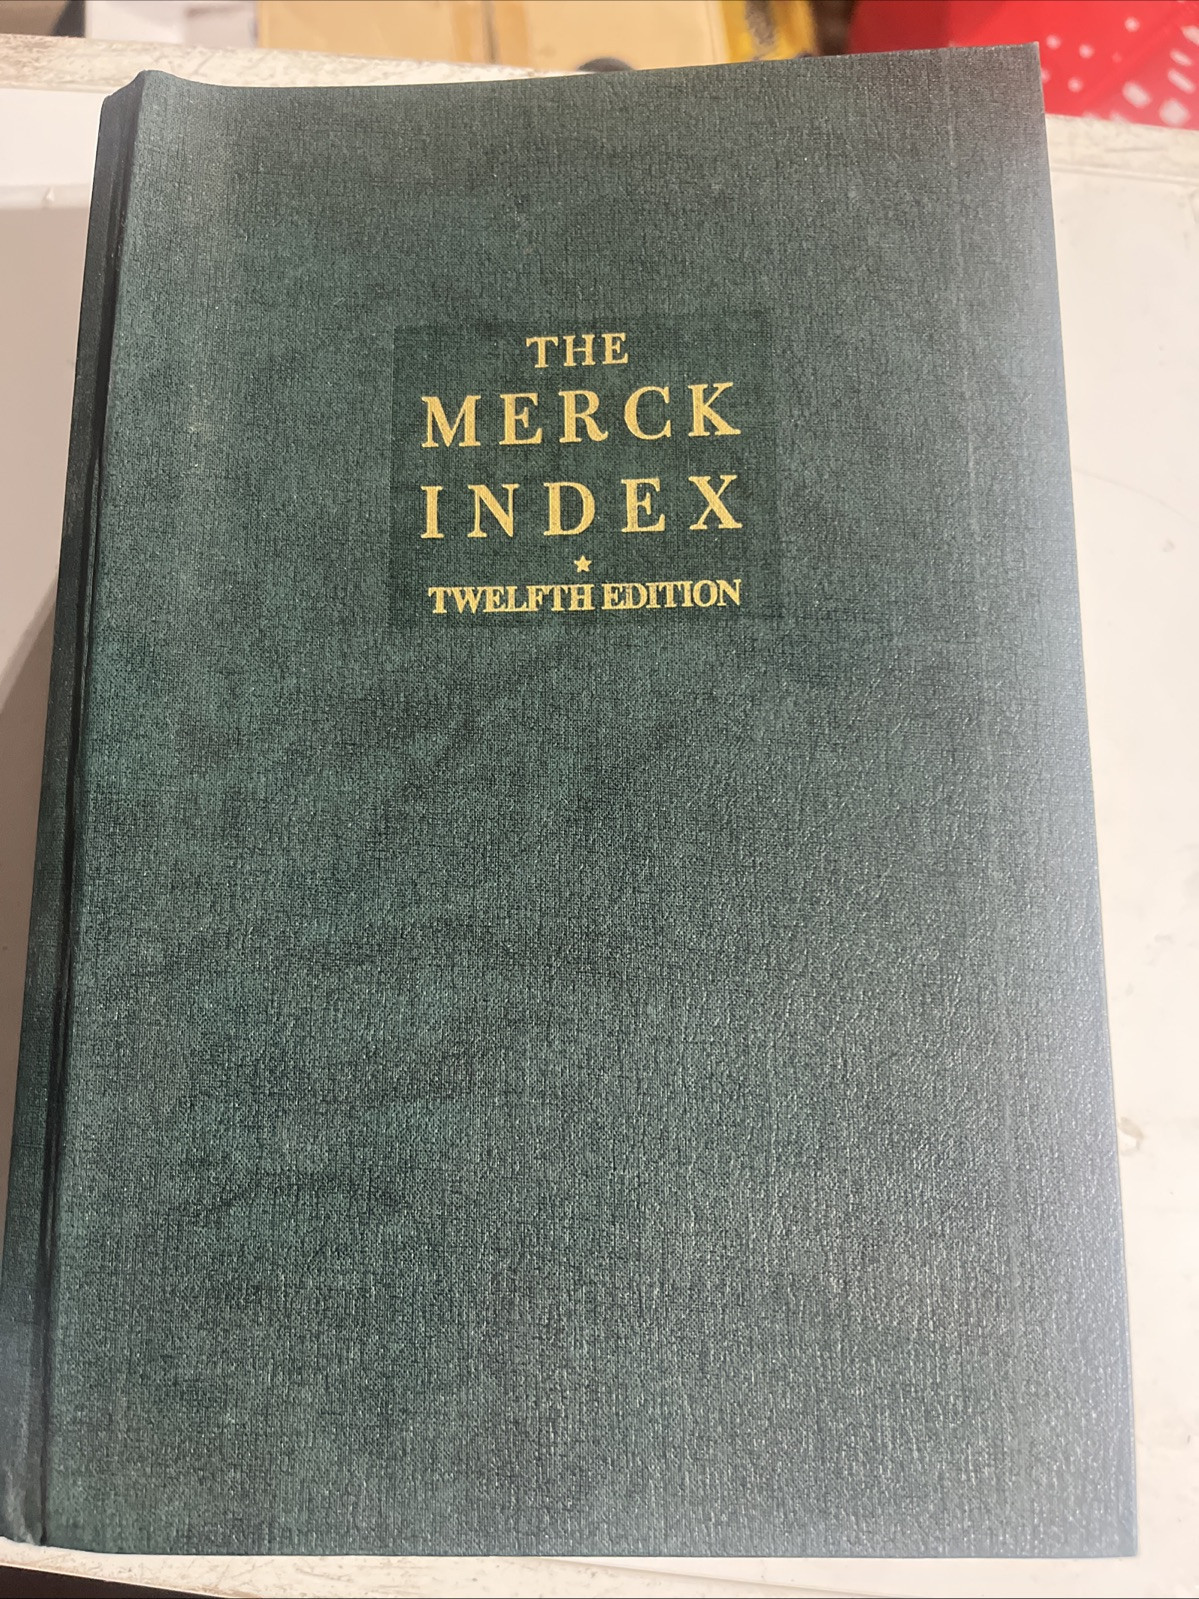 THE
MERCK
INDEX
TWELFTH EDITION